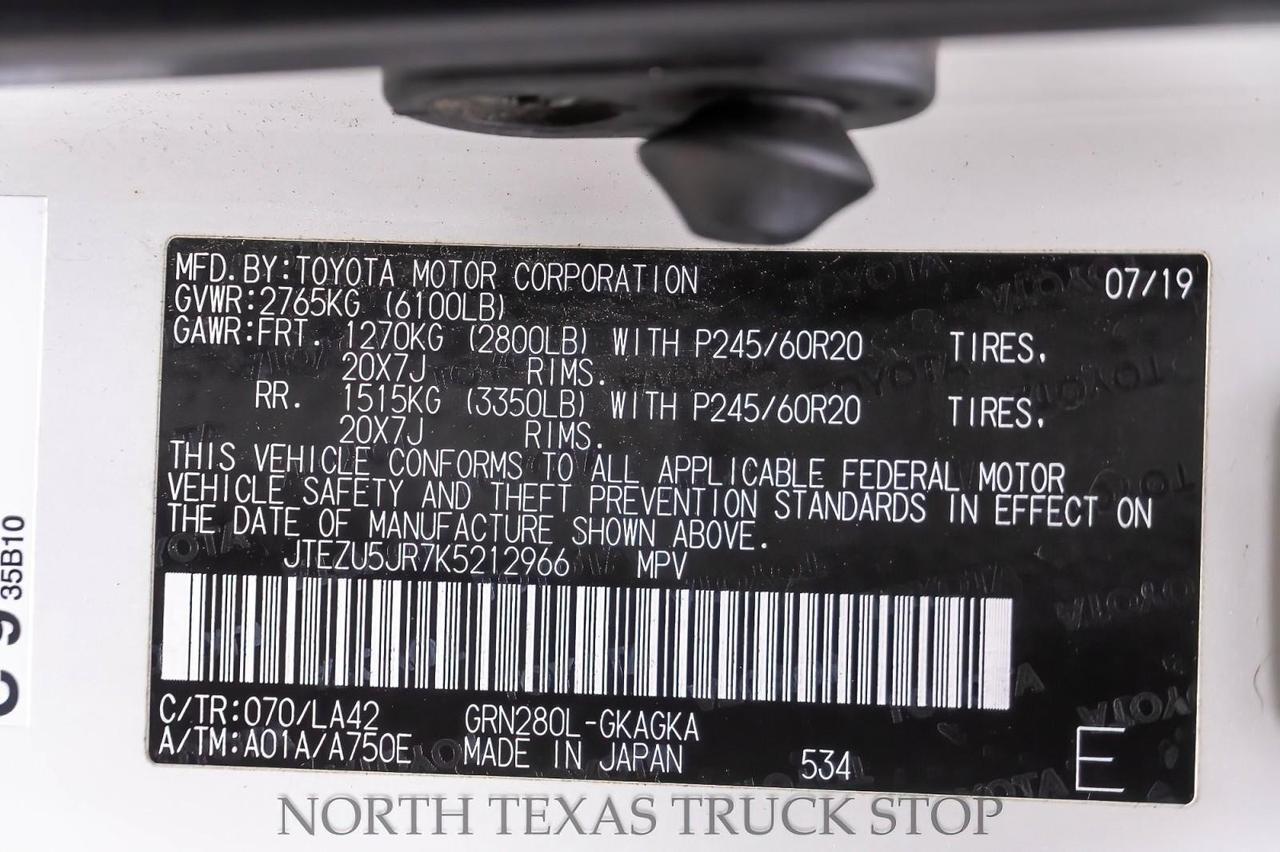 MFD.BY:TOYOTA MOTOR CORPORATION 07/19
GVWR:2765KG (6100LB)
GAWR:FRT. 1270KG (2800LB) WITH P245/60R20 TIRES,
20X7J RIMS.
RR. 1515KG (3350LB) WITH P245/60R20 TIRES,
20X7J RIMS.
THIS VEHICLE CONFORMS TO ALL APPLICABLE FEDERAL MOTOR
VEHICLE SAFETY AND THEFT PREVENTION STANDARDS IN EFFECT ON
THE DATE OF MANUFACTURE SHOWN ABOVE.
JTEZU5JR7K5212966 MPV
C/TR:070/LA42 GRN280L-GKAGKA
A/TM:A01A/A750E MADE IN JAPAN 534 E
35B10
NORTH TEXAS TRUCK STOP